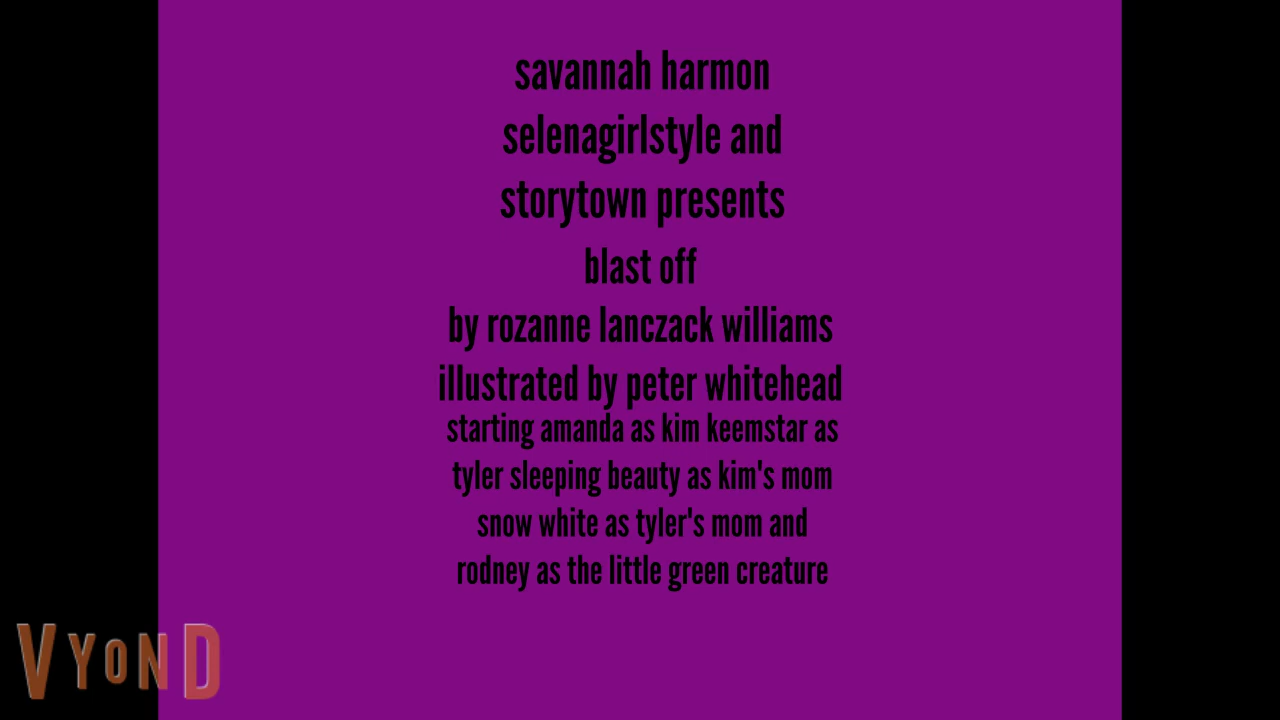 savannah harmon
selenagirlstyle and
storytown presents
blast off
by rozanne lanczack williams
illustrated by peter whitehead
starting amanda as kim keemstar as
tyler sleeping beauty as kim's mom
snow white as tyler's mom and
rodney as the little green creature
VYOND